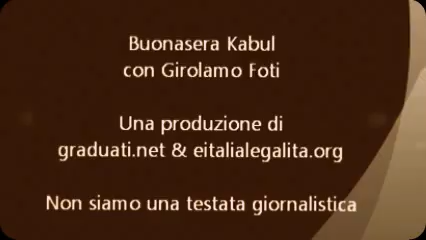 Buonasera Kabul
con Girolamo Foti
Una produzione di
graduati.net & eitalialegalita.org
Non siamo una testata giornalistica